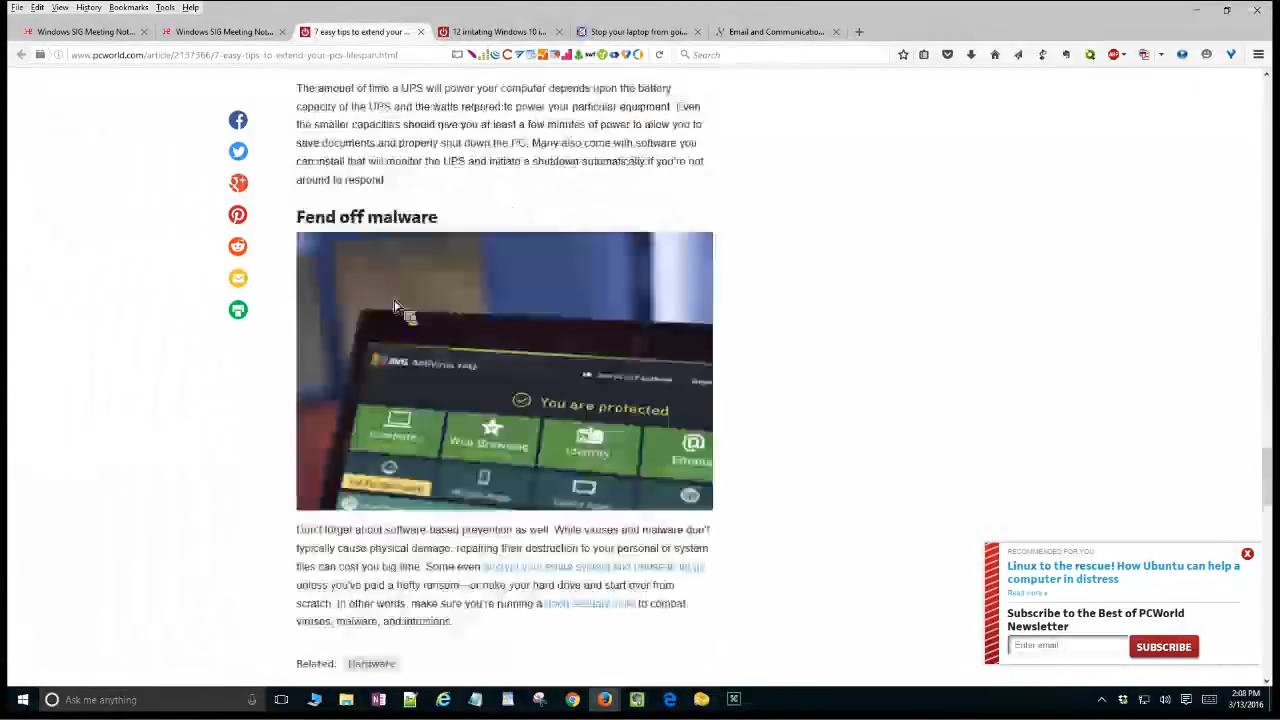 File Edit View History Bookmarks Tools Help
Windows SIG Meeting Not... × Windows SIG Meeting Not... × 7 easy tips to extend your ... × 12 irritating Windows 10 i... × Stop your laptop from goi... × Email and Communicatio... × +
www.pcworld.com/article/2137366/7-easy-tips-to-extend-your-pcs-lifespan.html
Search
The amount of time a UPS will power your computer depends upon the battery
capacity of the UPS and the watts required to power your particular equipment. Even
the smaller capacities should give you at least a few minutes of power to allow you to
save documents and properly shut down the PC. Many also come with software you
can install that will monitor the UPS and initiate a shutdown automatically if you're not
around to respond.
Fend off malware
AVG AntiVirus
You are protected
Computer
Web Browsing
Identity
Emails
Don't forget about software-based prevention as well. While viruses and malware don't
typically cause physical damage, repairing their destruction to your personal or system
files can cost you big time. Some even
unless you've paid a hefty ransom—or nuke your hard drive and start over from
scratch. In other words, make sure you're running a to combat
viruses, malware, and intrusions.
Related: Hardware
RECOMMENDED FOR YOU
Linux to the rescue! How Ubuntu can help a
computer in distress
Read more »
Subscribe to the Best of PCWorld
Newsletter
Enter email
SUBSCRIBE
Ask me anything
2:08 PM
3/13/2016